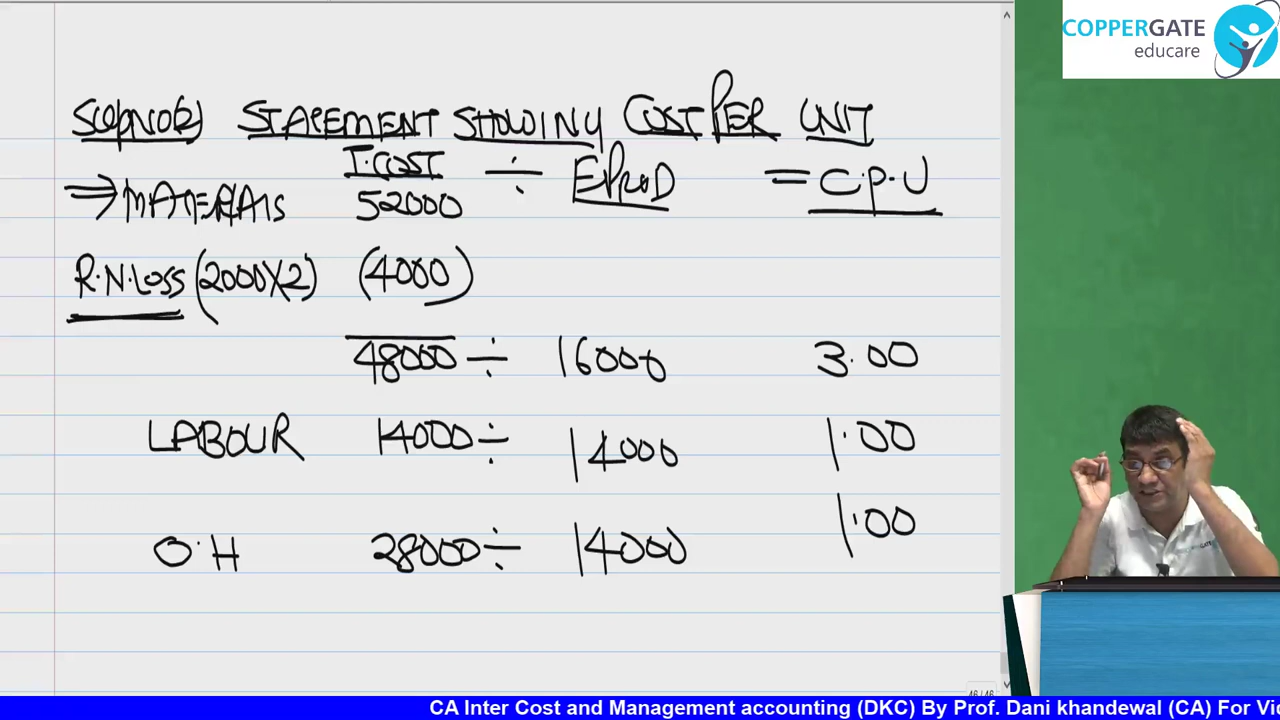 COPPERGATE
educare
STATEMENT SHOWING COST PER UNIT
T.COST ÷ E.PROD = C.P.U
⇒ MATERIALS 52000
R.N.LOSS (2000X2) (4000)
48000 ÷ 16000 3.00
LABOUR 14000 ÷ 14000 1.00
O.H 28000 ÷ 14000 1.00
46/46
CA Inter Cost and Management accounting (DKC) By Prof. Dani khandewal (CA) For Vi